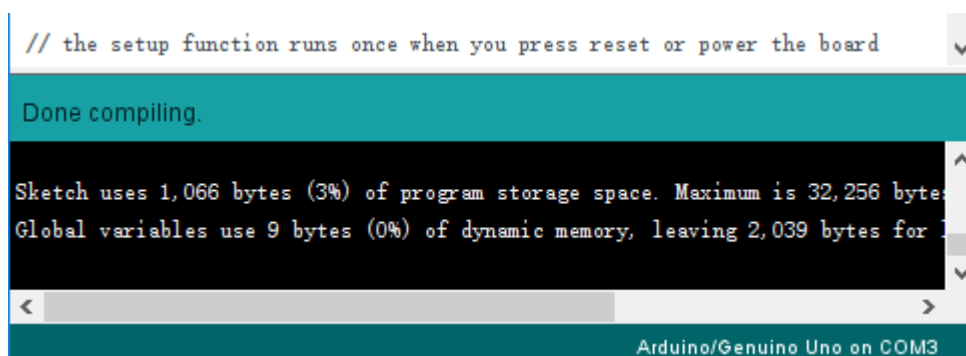 // the setup function runs once when you press reset or power the board
Done compiling.
Sketch uses 1,066 bytes (3%) of program storage space. Maximum is 32,256
Global variables use 9 bytes (0%) of dynamic memory, leaving 2,039 bytes for
Arduino/Genuino Uno on COM3